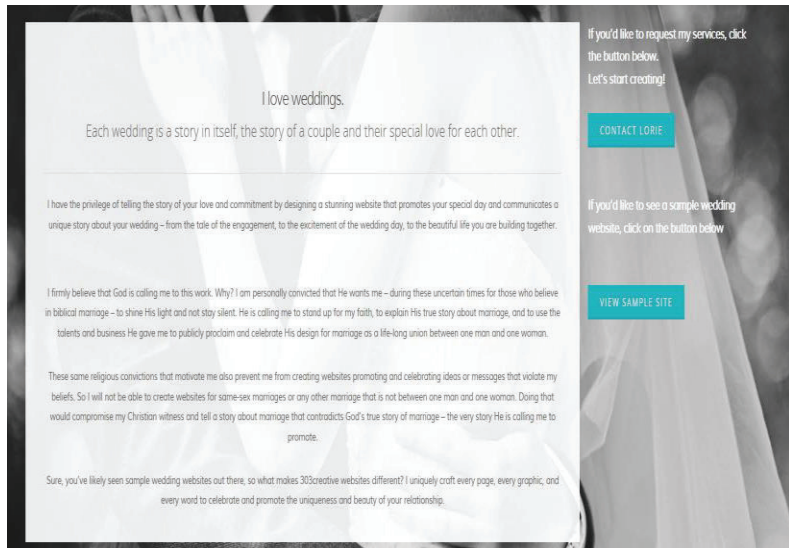 I love weddings.
Each wedding is a story in itself, the story of a couple and their special love for each other.
I have the privilege of telling the story of your love and commitment by designing a stunning website that promotes your special day and communicates a
unique story about your wedding – from the tale of the engagement, to the excitement of the wedding day, to the beautiful life you are building together.
I firmly believe that God is calling me to this work. Why? I am personally convicted that He wants me – during these uncertain times for those who believe
in biblical marriage – to shine His light and not stay silent. He is calling me to stand up for my faith, to explain His true story about marriage, and to use the
talents and business He gave me to publicly proclaim and celebrate His design for marriage as a life-long union between one man and one woman.
These same religious convictions that motivate me also prevent me from creating websites promoting and celebrating ideas or messages that violate my
beliefs. So I will not be able to create websites for same-sex marriages or any other marriage that is not between one man and one woman. Doing that
would compromise my Christian witness and tell a story about marriage that contradicts God's true story of marriage – the very story He is calling me to
promote.
Sure, you've likely seen sample wedding websites out there, so what makes 303creative websites different? I uniquely craft every page, every graphic, and
every word to celebrate and promote the uniqueness and beauty of your relationship.
If you'd like to request my services, click
the button below.
Let's start creating!
CONTACT LORIE
If you'd like to see a sample wedding
website, click on the button below
VIEW SAMPLE SITE